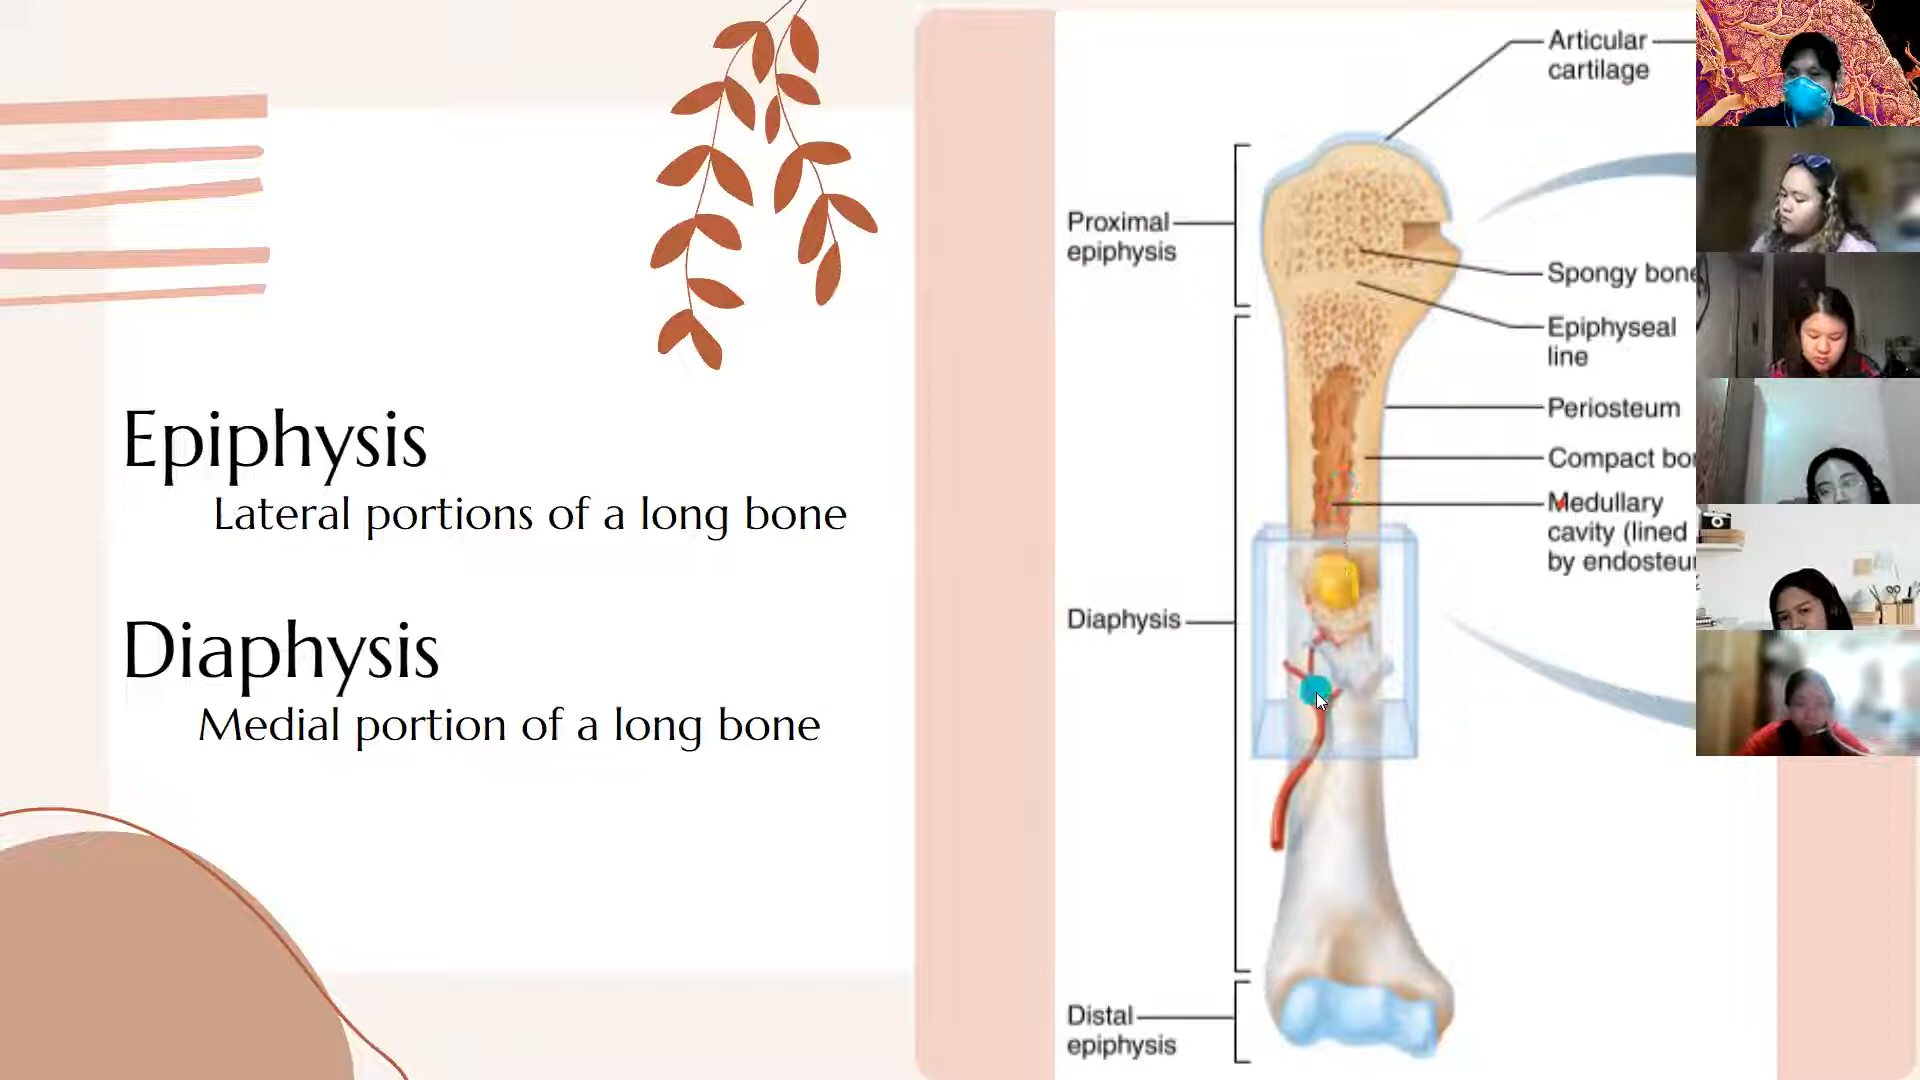 Epiphysis
Lateral portions of a long bone
Diaphysis
Medial portion of a long bone
Articular
cartilage
Proximal
epiphysis
Spongy bone
Epiphyseal
line
Periosteum
Compact bo
Medullary
cavity (lined
by endosteu
Diaphysis
Distal
epiphysis